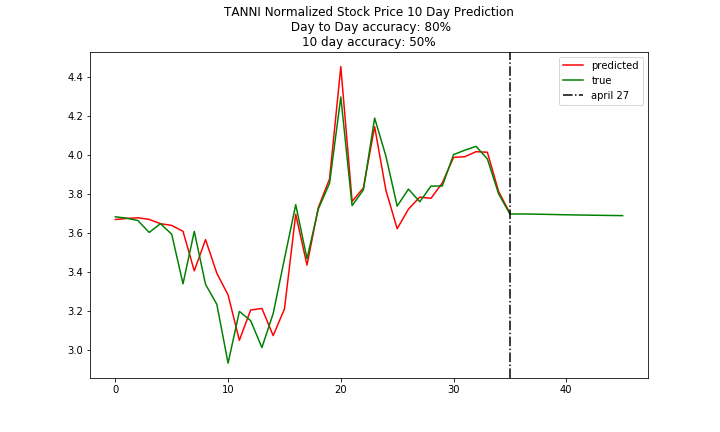 TANNI Normalized Stock Price 10 Day Prediction
Day to Day accuracy: 80%
10 day accuracy: 50%
predicted
true
april 27
4.4
4.2
4.0
3.8
3.6
3.4
3.2
3.0
0 10 20 30 40